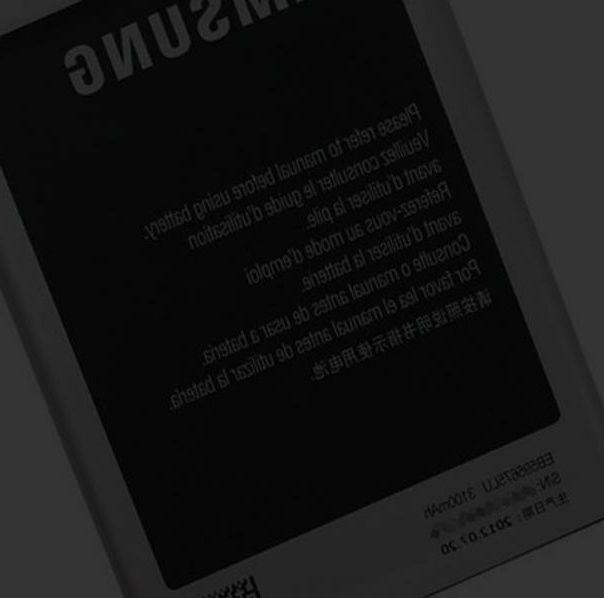 SAMSUNG
Please refer to manual before using battery.
Veuillez consulter le guide d'utilisation
avant d'utiliser la pile.
Referez-vous au mode d'emploi
avant d'utiliser la batterie.
Consulte o manual antes de usar a bateria.
Por favor lea el manual antes de utilizar la batería.
请按照说明书指示使用电池.
EB595675LU 3100mAh
S/N:
生产日期: 2012.07.20